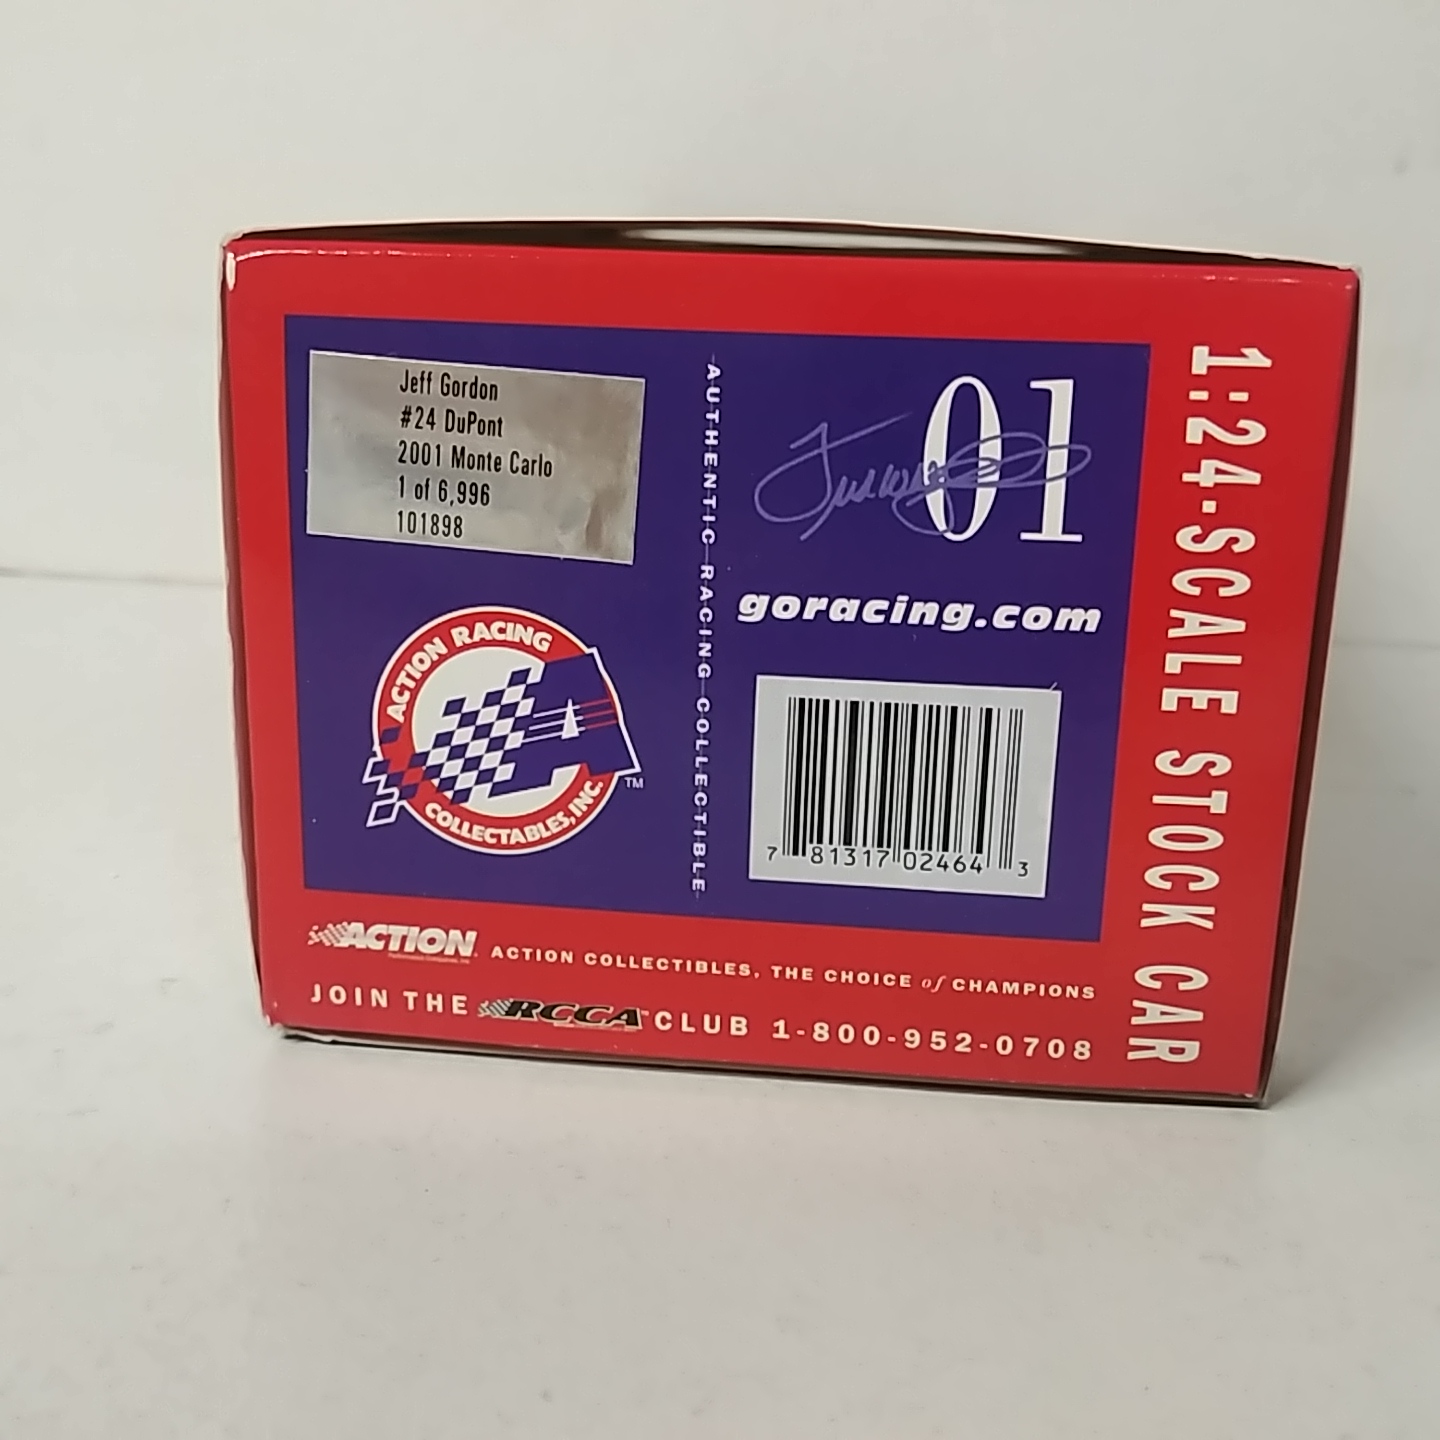 Jeff Gordon
#24 DuPont
2001 Monte Carlo
1 of 6,996
101898
ACTION RACING
COLLECTABLES, INC.
TM
AUTHENTIC RACING COLLECTIBLE
01
goracing.com
7 81317 02464 3
1:24-SCALE STOCK CAR
ACTION
ACTION COLLECTIBLES, THE CHOICE of CHAMPIONS
JOIN THE RCCA CLUB 1-800-952-0708